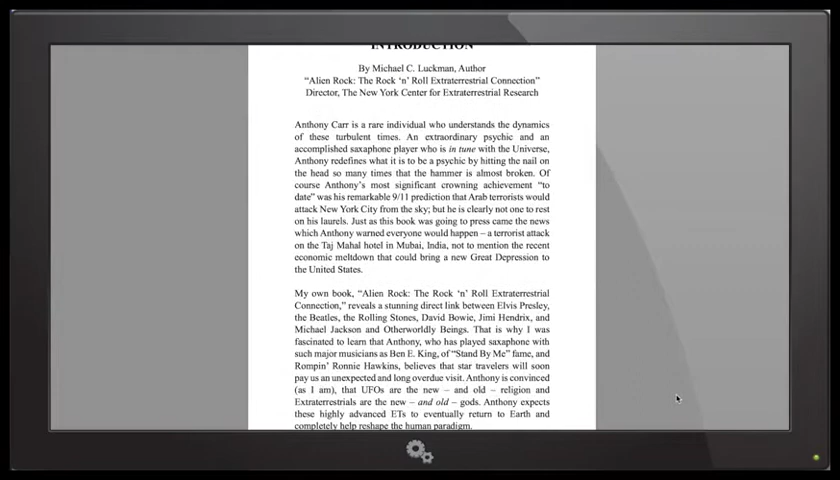 INTRODUCTION
By Michael C. Luckman, Author
“Alien Rock: The Rock ‘n’ Roll Extraterrestrial Connection”
Director, The New York Center for Extraterrestrial Research
Anthony Carr is a rare individual who understands the dynamics
of these turbulent times. An extraordinary psychic and an
accomplished saxaphone player who is in tune with the Universe,
Anthony redefines what it is to be a psychic by hitting the nail on
the head so many times that the hammer is almost broken. Of
course Anthony’s most significant crowning achievement “to
date” was his remarkable 9/11 prediction that Arab terrorists would
attack New York City from the sky; but he is clearly not one to rest
on his laurels. Just as this book was going to press came the news
which Anthony warned everyone would happen – a terrorist attack
on the Taj Mahal hotel in Mubai, India, not to mention the recent
economic meltdown that could bring a new Great Depression to
the United States.
My own book, “Alien Rock: The Rock ‘n’ Roll Extraterrestrial
Connection,” reveals a stunning direct link between Elvis Presley,
the Beatles, the Rolling Stones, David Bowie, Jimi Hendrix, and
Michael Jackson and Otherworldly Beings. That is why I was
fascinated to learn that Anthony, who has played saxophone with
such major musicians as Ben E. King, of “Stand By Me” fame, and
Rompin’ Ronnie Hawkins, believes that star travelers will soon
pay us an unexpected and long overdue visit. Anthony is convinced
(as I am), that UFOs are the new – and old – religion and
Extraterrestrials are the new – and old – gods. Anthony expects
these highly advanced ETs to eventually return to Earth and
completely help reshape the human paradigm.